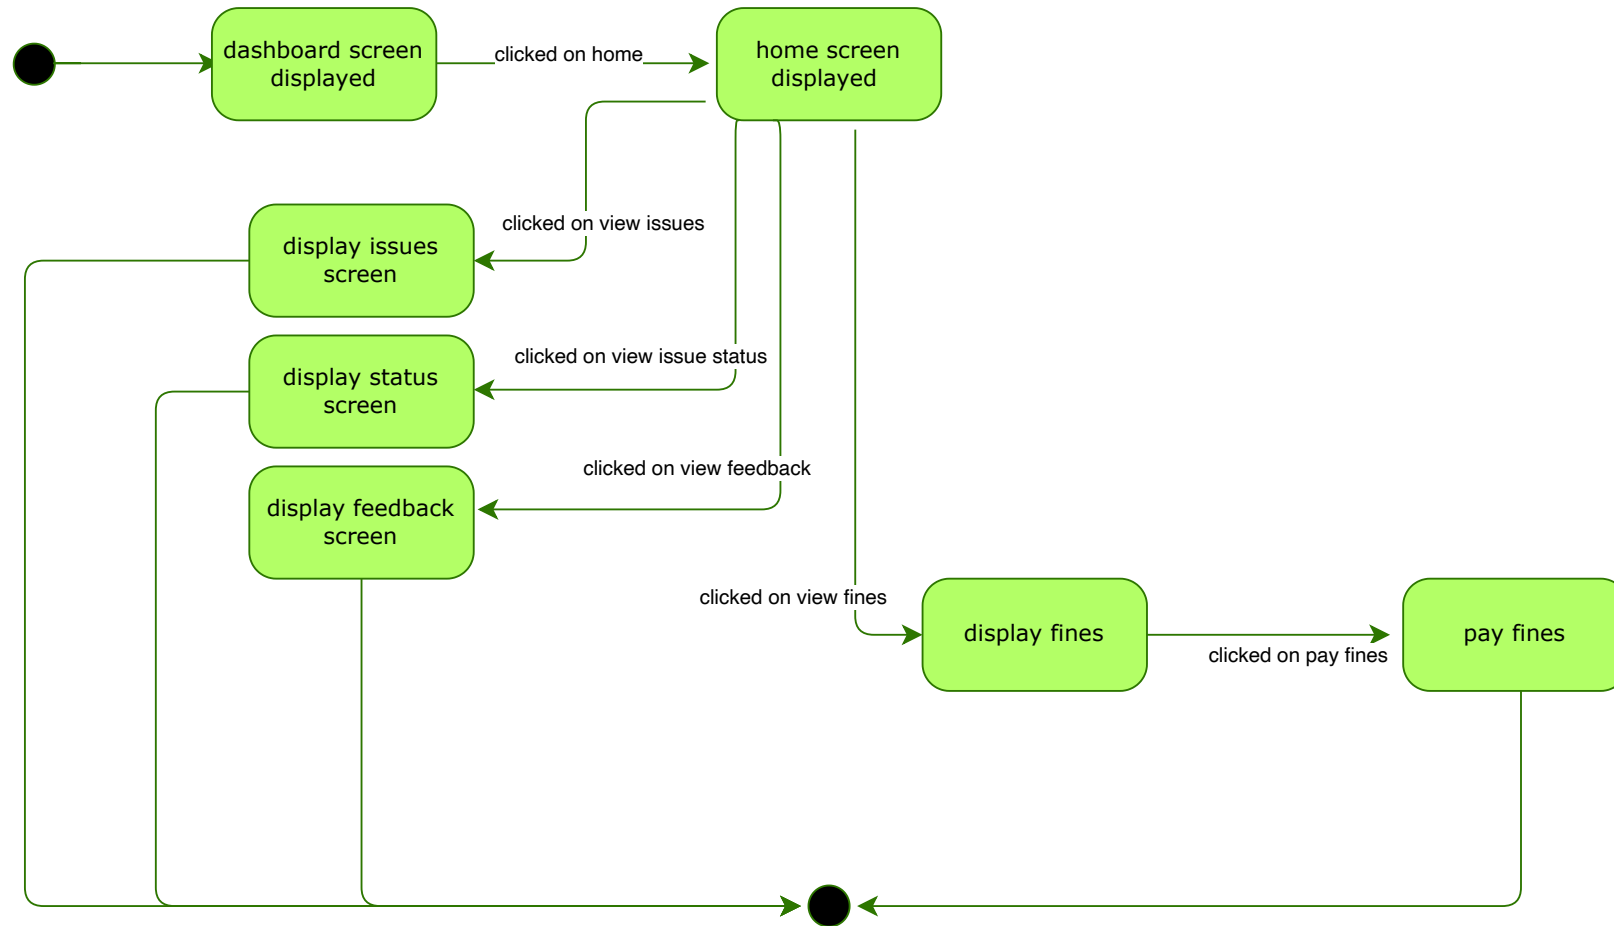 dashboard screen
displayed
clicked on home
home screen
displayed
clicked on view issues
display issues
screen
clicked on view issue status
display status
screen
clicked on view feedback
display feedback
screen
clicked on view fines
display fines
clicked on pay fines
pay fines